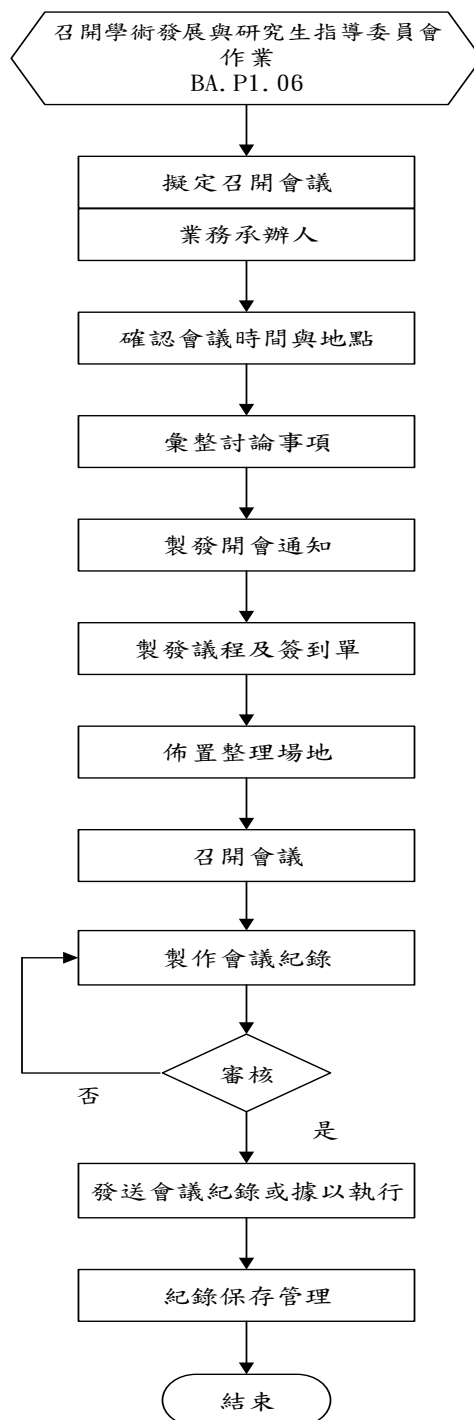 召開學術發展與研究生指導委員會
作業
BA.P1.06
擬定召開會議
業務承辦人
確認會議時間與地點
彙整討論事項
製發開會通知
製發議程及簽到單
佈置整理場地
召開會議
製作會議紀錄
審核
否
是
發送會議紀錄或據以執行
紀錄保存管理
結束